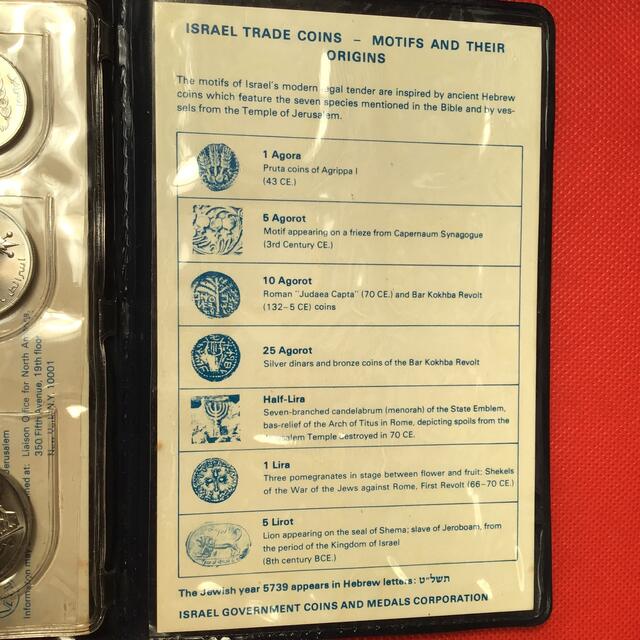 ISRAEL TRADE COINS – MOTIFS AND THEIR
ORIGINS
The motifs of Israel's modern legal tender are inspired by ancient Hebrew
coins which feature the seven species mentioned in the Bible and by ves-
sels from the Temple of Jerusalem.
1 Agora
Pruta coins of Agrippa I
(43 CE.)
5 Agorot
Motif appearing on a frieze from Capernaum Synagogue
(3rd Century CE.)
10 Agorot
Roman "Judaea Capta" (70 CE.) and Bar Kokhba Revolt
(132–5 CE) coins
25 Agorot
Silver dinars and bronze coins of the Bar Kokhba Revolt
Half-Lira
Seven-branched candelabrum (menorah) of the State Emblem,
bas-relief of the Arch of Titus in Rome, depicting spoils from the
Jerusalem Temple destroyed in 70 CE.
1 Lira
Three pomegranates in stage between flower and fruit: Shekels
of the War of the Jews against Rome, First Revolt (66–70 CE.)
5 Lirot
Lion appearing on the seal of Shema; slave of Jeroboam, from
the period of the Kingdom of Israel
(8th century BCE.)
The Jewish year 5739 appears in Hebrew letters: תשל״ט
ISRAEL GOVERNMENT COINS AND MEDALS CORPORATION
Jerusalem
Information may
ned at: Liaison Office for North America,
350 Fifth Avenue, 19th floor
New York, N.Y. 10001